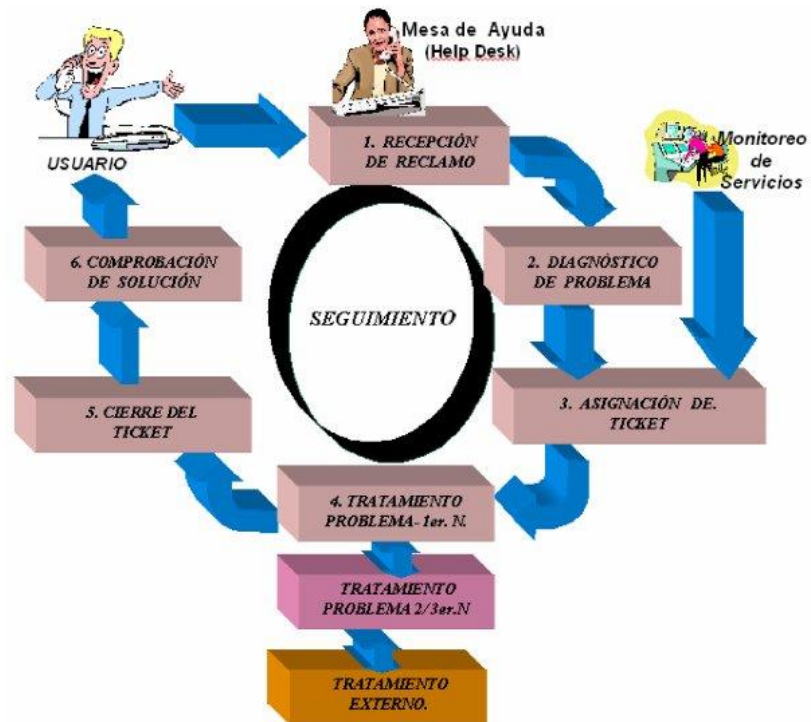 Mesa de Ayuda
(Help Desk)
USUARIO
1. RECEPCIÓN
DE RECLAMO
Monitoreo
de
Servicios
6. COMPROBACIÓN
DE SOLUCIÓN
2. DIAGNÓSTICO
DE PROBLEMA
SEGUIMIENTO
5. CIERRE DEL
TICKET
3. ASIGNACIÓN DE.
TICKET
4. TRATAMIENTO
PROBLEMA- 1er. N.
TRATAMIENTO
PROBLEMA 2/3er.N
TRATAMIENTO
EXTERNO.